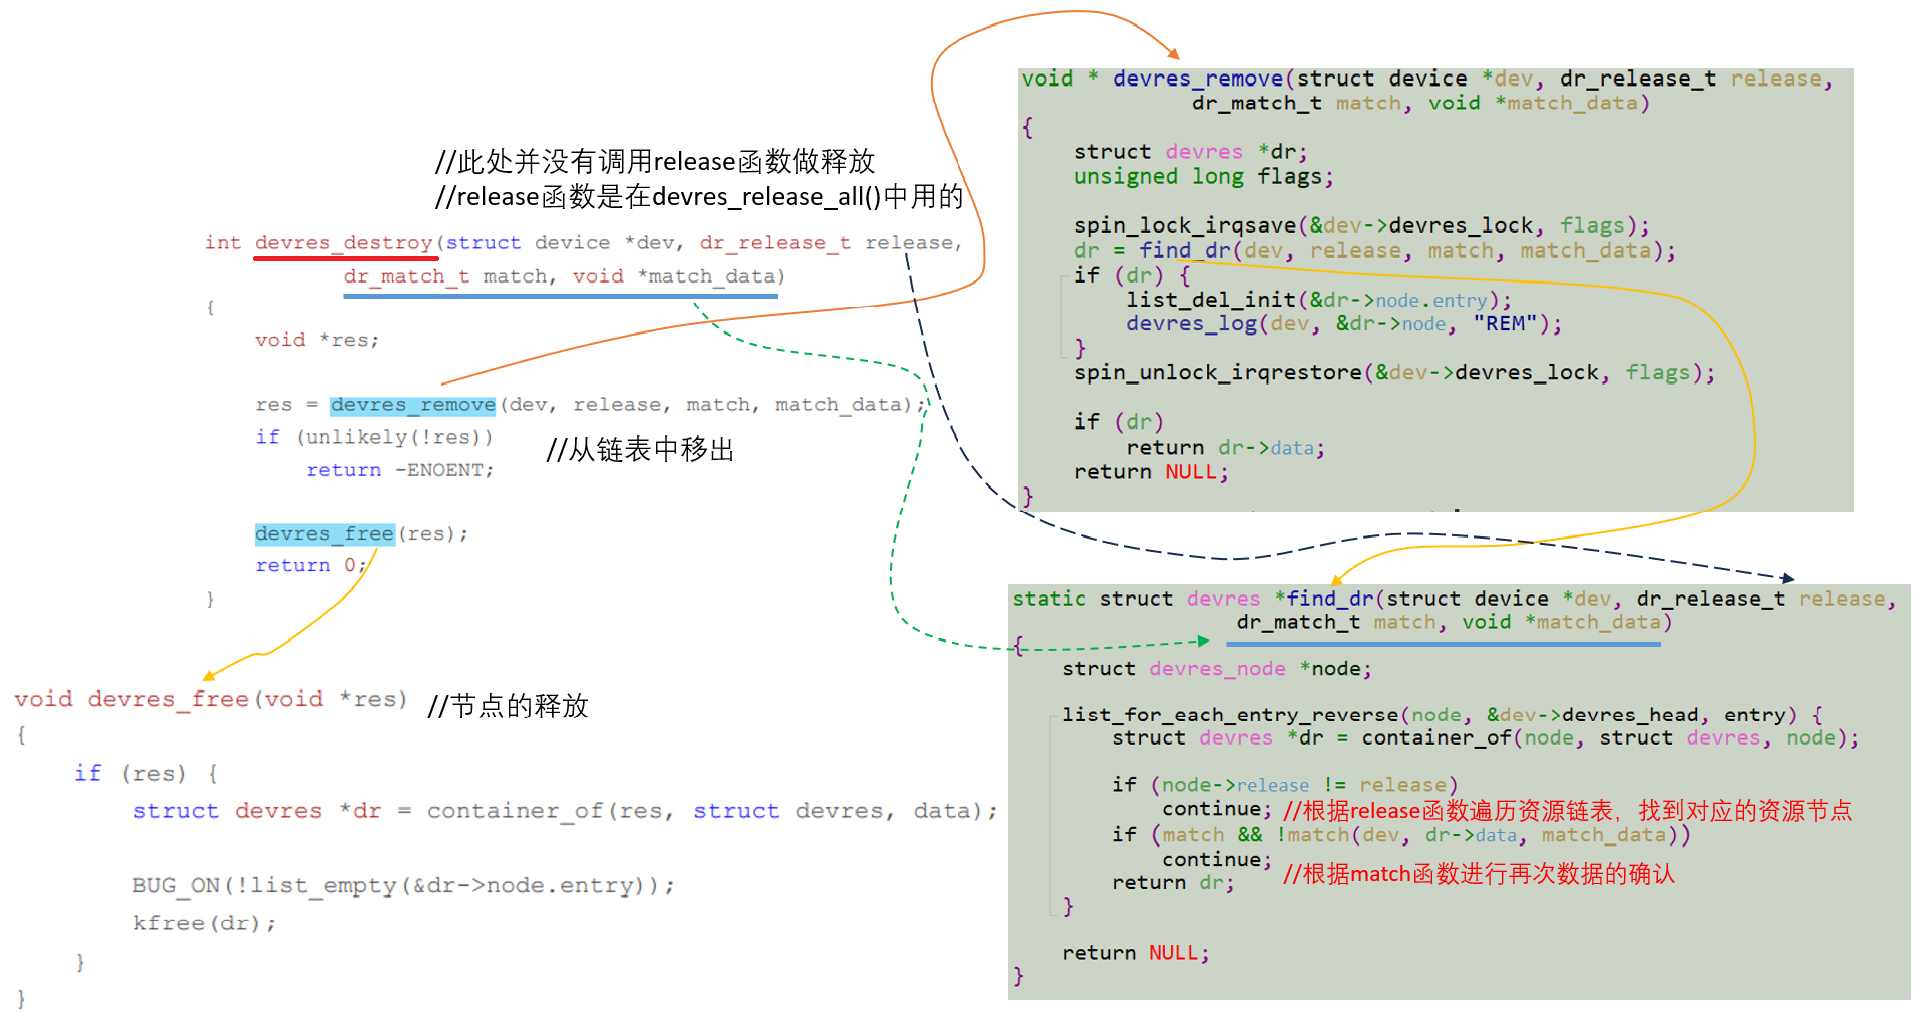 //此处并没有调用release函数做释放
//release函数是在devres_release_all()中用的
int devres_destroy(struct device *dev, dr_release_t release,
dr_match_t match, void *match_data)
{
void *res;
res = devres_remove(dev, release, match, match_data);
if (unlikely(!res))
//从链表中移出
return -ENOENT;
devres_free(res);
return 0;
}
void devres_free(void *res)
//节点的释放
{
if (res) {
struct devres *dr = container_of(res, struct devres, data);
BUG_ON(!list_empty(&dr->node.entry));
kfree(dr);
}
}
void * devres_remove(struct device *dev, dr_release_t release,
dr_match_t match, void *match_data)
{
struct devres *dr;
unsigned long flags;
spin_lock_irqsave(&dev->devres_lock, flags);
dr = find_dr(dev, release, match, match_data);
if (dr) {
list_del_init(&dr->node.entry);
devres_log(dev, &dr->node, "REM");
}
spin_unlock_irqrestore(&dev->devres_lock, flags);
if (dr)
return dr->data;
return NULL;
}
static struct devres *find_dr(struct device *dev, dr_release_t release,
dr_match_t match, void *match_data)
{
struct devres_node *node;
list_for_each_entry_reverse(node, &dev->devres_head, entry) {
struct devres *dr = container_of(node, struct devres, node);
if (node->release != release)
continue; //根据release函数遍历资源链表，找到对应的资源节点
if (match && !match(dev, dr->data, match_data))
continue; //根据match函数进行再次数据的确认
return dr;
}
return NULL;
}